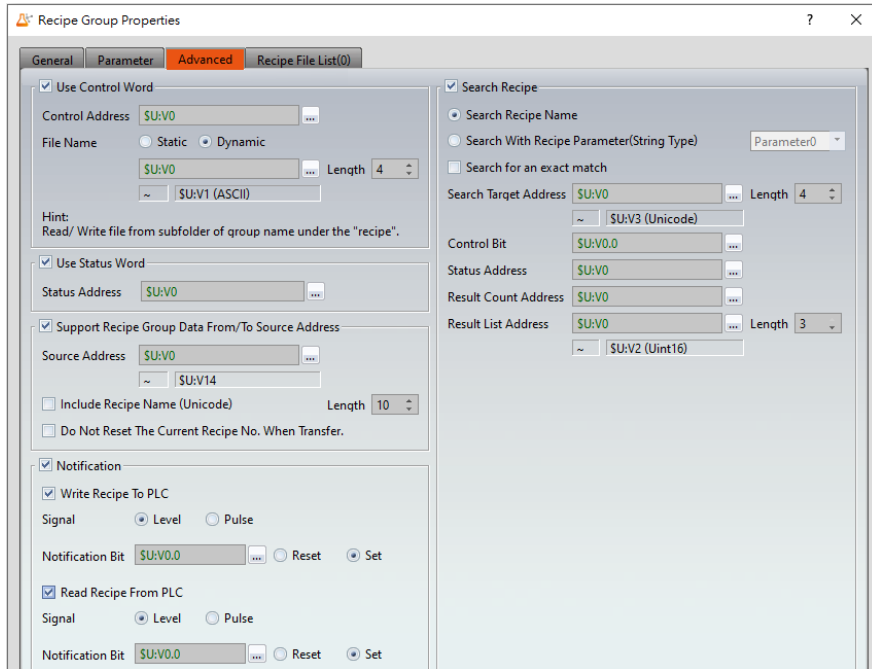 Recipe Group Properties
? ×
General Parameter Advanced Recipe File List(0)
Use Control Word
Control Address $U:V0 ...
File Name Static Dynamic
$U:V0 ... Length 4
~ $U:V1 (ASCII)
Hint:
Read/ Write file from subfolder of group name under the "recipe".
Use Status Word
Status Address $U:V0 ...
Support Recipe Group Data From/To Source Address
Source Address $U:V0 ...
~ $U:V14
Include Recipe Name (Unicode) Length 10
Do Not Reset The Current Recipe No. When Transfer.
Notification
Write Recipe To PLC
Signal Level Pulse
Notification Bit $U:V0.0 ... Reset Set
Read Recipe From PLC
Signal Level Pulse
Notification Bit $U:V0.0 ... Reset Set
Search Recipe
Search Recipe Name
Search With Recipe Parameter(String Type) Parameter0
Search for an exact match
Search Target Address $U:V0 ... Length 4
~ $U:V3 (Unicode)
Control Bit $U:V0.0 ...
Status Address $U:V0 ...
Result Count Address $U:V0 ...
Result List Address $U:V0 ... Length 3
~ $U:V2 (Uint16)